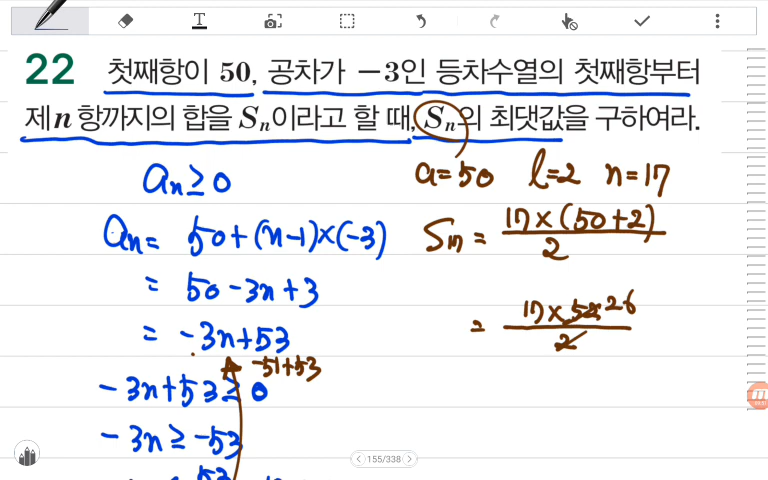 22 첫째항이 50, 공차가 -3인 등차수열의 첫째항부터
제n항까지의 합을 Sₙ이라고 할 때, Sₙ의 최댓값을 구하여라.
aₙ ≥ 0
aₙ = 50+(n-1)×(-3)
= 50-3n+3
= -3n+53
-51+53
-3n+53 ≥ 0
-3n ≥ -53
53
a=50 l=2 n=17
S₁₇ = 17×(50+2) / 2
= 17×52 26 / 2
155/338